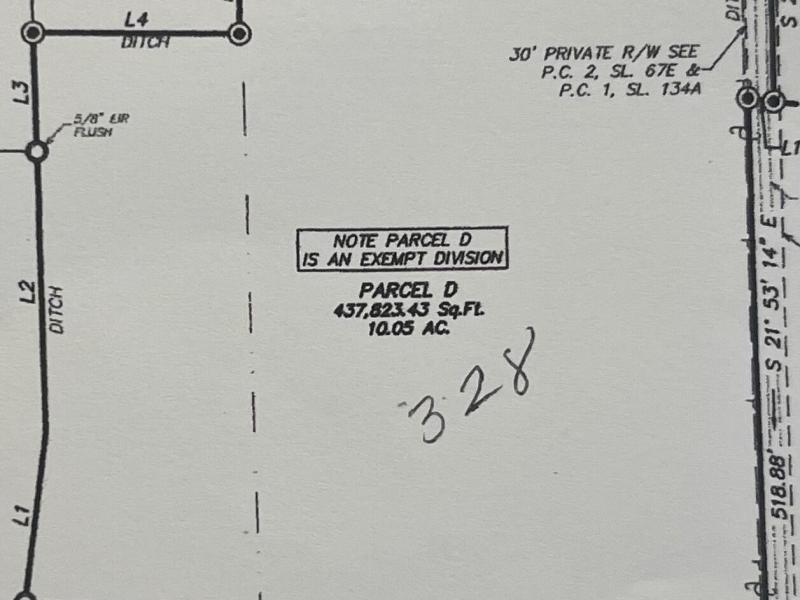 L4
DITCH
30' PRIVATE R/W SEE
P.C. 2, SL. 67E &
P.C. 1, SL. 134A
L3
5/8" EIR
FLUSH
L1
NOTE PARCEL D
IS AN EXEMPT DIVISION
PARCEL D
437,823.43 Sq.Ft.
10.05 AC.
L2
DITCH
328
518.88' S 21° 53' 14" E
L1